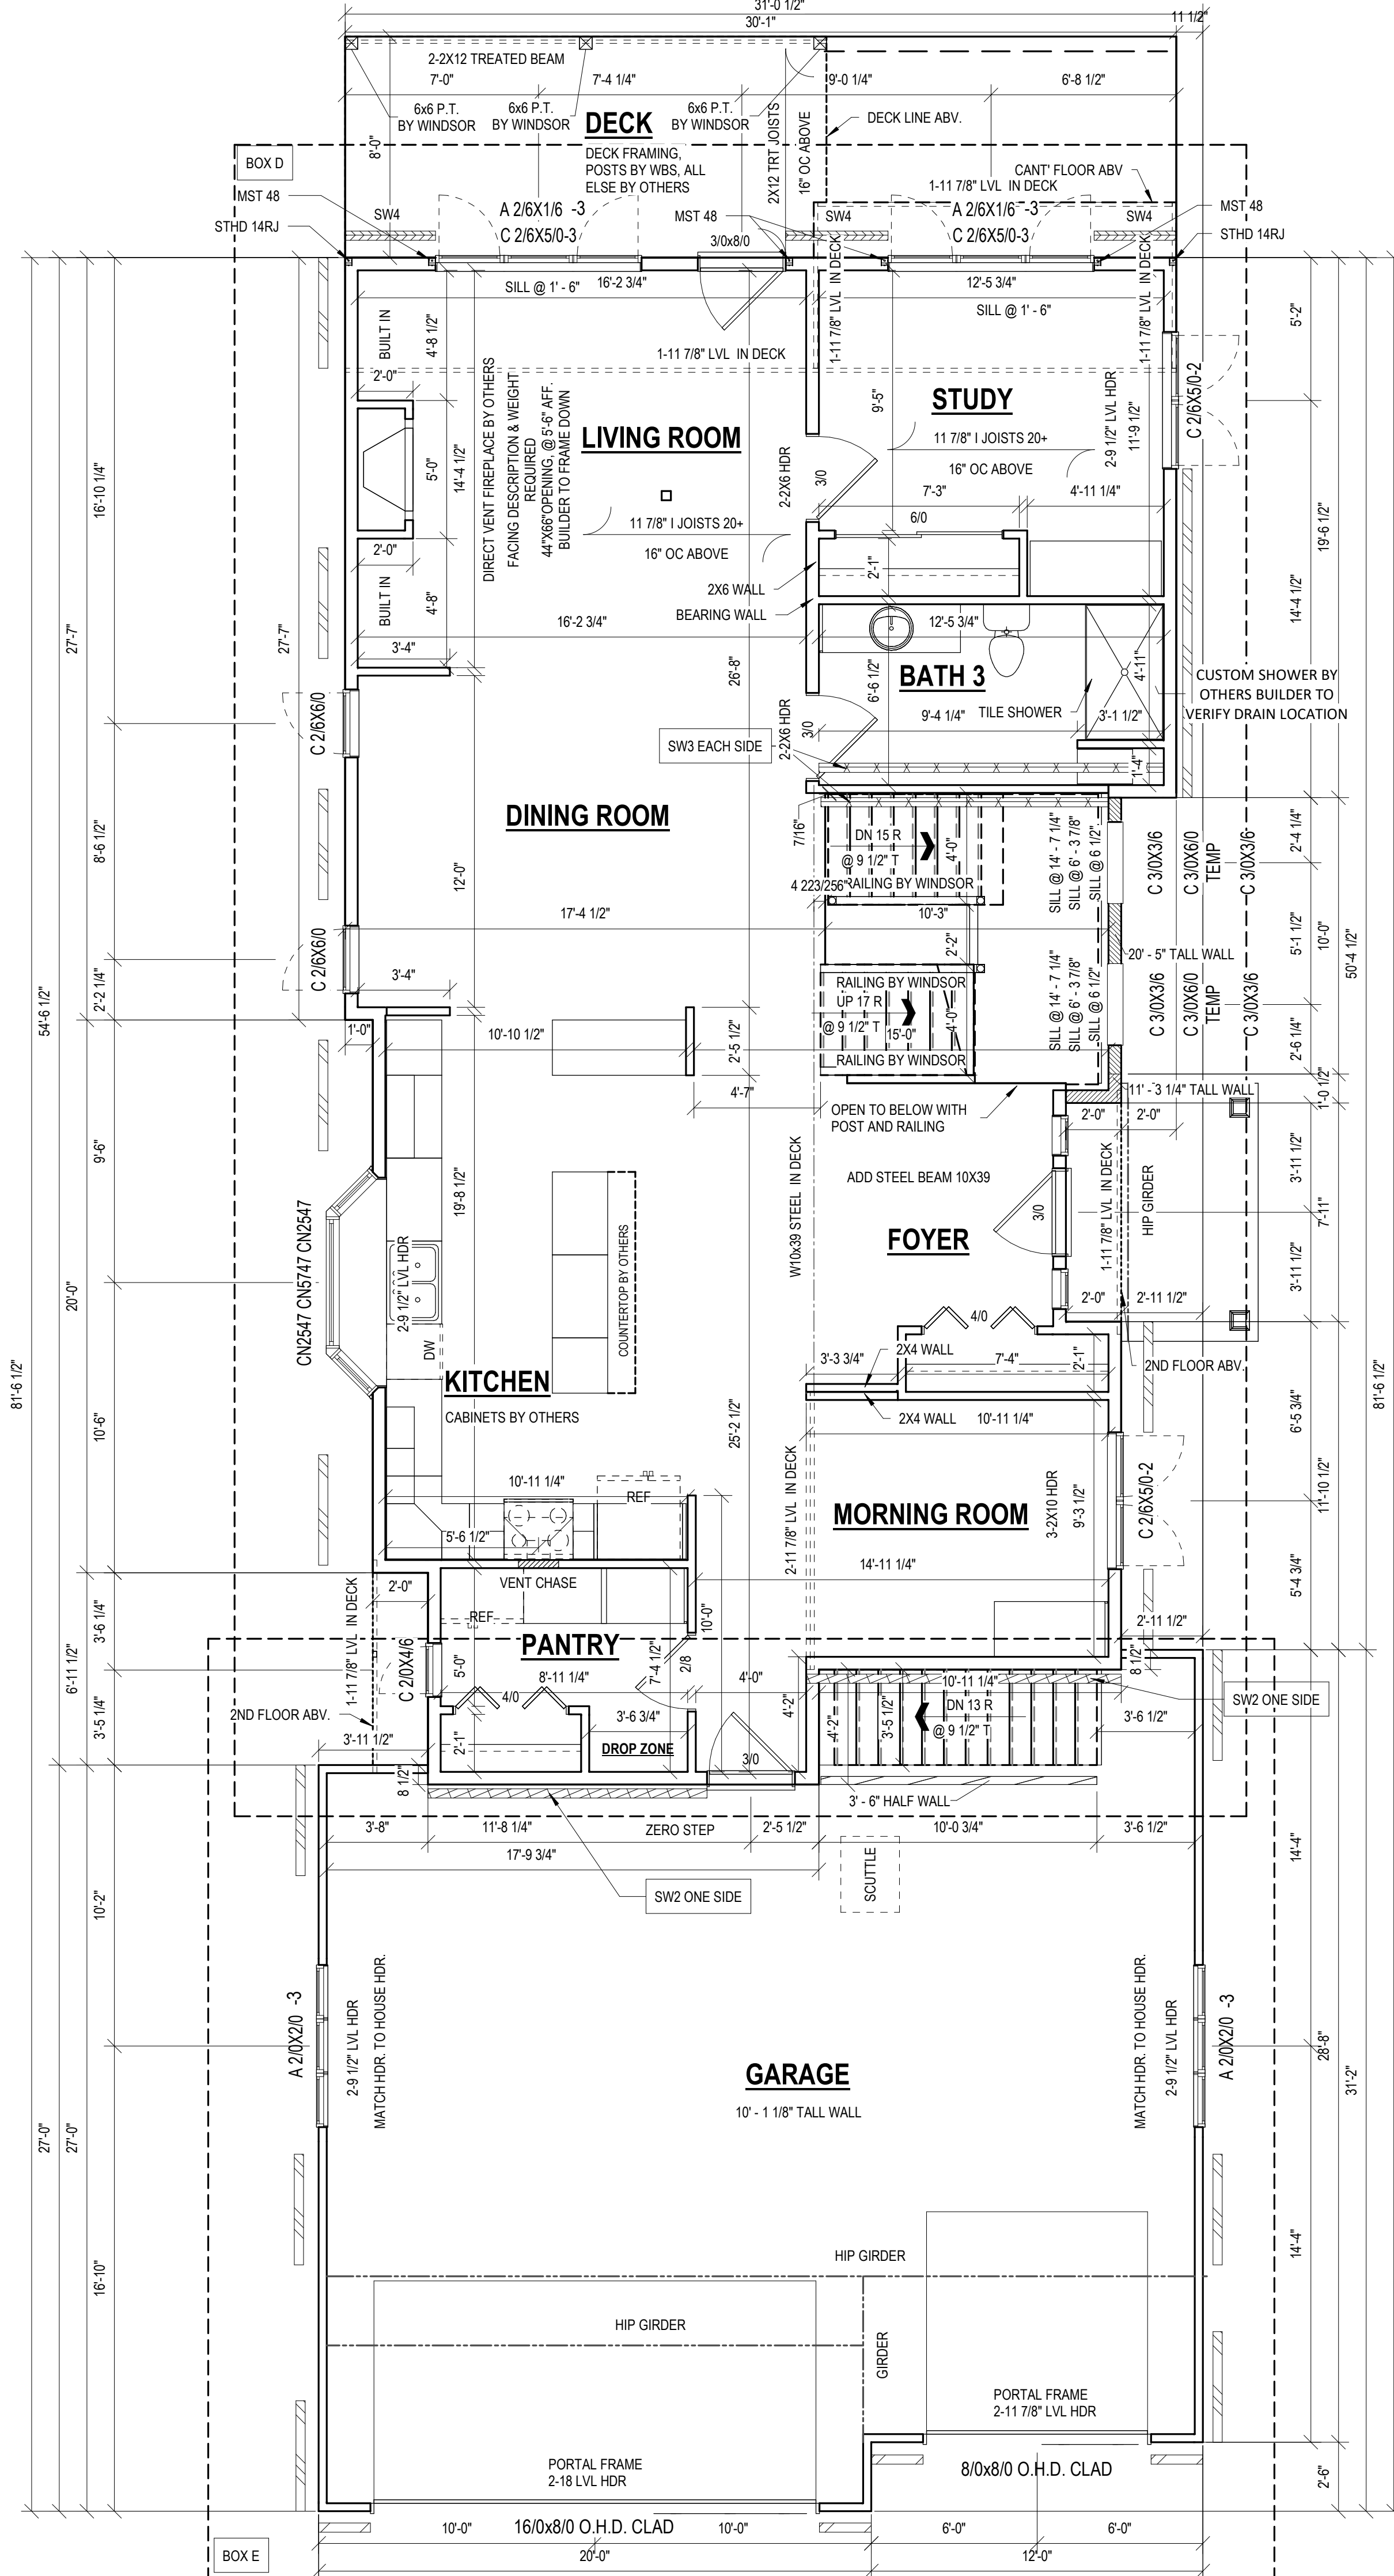 31'-0 1/2"
30'-1"
11 1/2"
2-2X12 TREATED BEAM
7'-0"
7'-4 1/4"
9'-0 1/4"
6'-8 1/2"
6x6 P.T.
BY WINDSOR
6x6 P.T.
BY WINDSOR
DECK
6x6 P.T.
BY WINDSOR
2X12 TRT JOISTS
16" OC ABOVE
DECK LINE ABV.
8'-0"
BOX D
DECK FRAMING,
POSTS BY WBS, ALL
ELSE BY OTHERS
CANT' FLOOR ABV
1-11 7/8" LVL IN DECK
MST 48
STHD 14RJ
SW4
A 2/6X1/6 -3
C 2/6X5/0-3
MST 48
3/0x8/0
SW4
A 2/6X1/6 -3
C 2/6X5/0-3
SW4
MST 48
STHD 14RJ
SILL @ 1' - 6"
16'-2 3/4"
12'-5 3/4"
SILL @ 1' - 6"
1-11 7/8" LVL IN DECK
1-11 7/8" LVL IN DECK
1-11 7/8" LVL IN DECK
BUILT IN
4'-8 1/2"
2'-0"
5'-0"
14'-4 1/2"
2'-0"
BUILT IN
4'-8"
3'-4"
DIRECT VENT FIREPLACE BY OTHERS
FACING DESCRIPTION & WEIGHT
REQUIRED
44"X66"OPENING, @ 5'-6" AFF.
BUILDER TO FRAME DOWN
LIVING ROOM
11 7/8" I JOISTS 20+
16" OC ABOVE
2-2X6 HDR
3/0
9'-5"
STUDY
11 7/8" I JOISTS 20+
16" OC ABOVE
2-9 1/2" LVL HDR
11'-9 1/2"
C 2/6X5/0-2
5'-2"
19'-6 1/2"
14'-4 1/2"
7'-3"
4'-11 1/4"
6/0
2'-1"
2X6 WALL
BEARING WALL
16'-2 3/4"
12'-5 3/4"
26'-8"
6'-6 1/2"
BATH 3
9'-4 1/4"
TILE SHOWER
4'-11"
3'-1 1/2"
CUSTOM SHOWER BY
OTHERS BUILDER TO
VERIFY DRAIN LOCATION
SW3 EACH SIDE
2-2X6 HDR
3/0
1'-4"
16'-10 1/4"
27'-7"
27'-7"
54'-6 1/2"
81'-6 1/2"
8'-6 1/2"
2'-2 1/4"
C 2/6X6/0
C 2/6X6/0
DINING ROOM
12'-0"
17'-4 1/2"
3'-4"
7/16"
DN 15 R
@ 9 1/2" T
4'-0"
4 223/256"
RAILING BY WINDSOR
10'-3"
2'-2"
RAILING BY WINDSOR
UP 17 R
@ 9 1/2" T
15'-0"
4'-0"
RAILING BY WINDSOR
SILL @ 14' - 7 1/4"
SILL @ 6' - 3 7/8"
SILL @ 6 1/2"
SILL @ 14' - 7 1/4"
SILL @ 6' - 3 7/8"
SILL @ 6 1/2"
C 3/0X3/6
C 3/0X6/0
TEMP
C 3/0X3/6
20' - 5" TALL WALL
C 3/0X3/6
C 3/0X6/0
TEMP
C 3/0X3/6
2'-4 1/4"
5'-1 1/2"
10'-0"
50'-4 1/2"
2'-6 1/4"
1'-0 1/2"
11' - 3 1/4" TALL WALL
1'-0"
10'-10 1/2"
2'-5 1/2"
4'-7"
OPEN TO BELOW WITH
POST AND RAILING
2'-0"
2'-0"
9'-6"
19'-8 1/2"
20'-0"
10'-6"
CN2547 CN5747 CN2547
2-9 1/2" LVL HDR
DW
COUNTERTOP BY OTHERS
KITCHEN
CABINETS BY OTHERS
W10x39 STEEL IN DECK
ADD STEEL BEAM 10X39
FOYER
3/0
1-11 7/8" LVL IN DECK
HIP GIRDER
3'-11 1/2"
7'-11"
3'-11 1/2"
2'-0"
2'-11 1/2"
4/0
3'-3 3/4"
2X4 WALL
7'-4"
2'-1"
2ND FLOOR ABV.
2X4 WALL
10'-11 1/4"
25'-2 1/2"
2-11 7/8" LVL IN DECK
MORNING ROOM
3-2X10 HDR
9'-3 1/2"
C 2/6X5/0-2
14'-11 1/4"
6'-5 3/4"
11'-10 1/2"
5'-4 3/4"
81'-6 1/2"
10'-11 1/4"
REF
5'-6 1/2"
VENT CHASE
REF
PANTRY
8'-11 1/4"
7'-4 1/2"
2/8
10'-0"
4'-0"
4'-2"
2'-0"
1-11 7/8" LVL IN DECK
C 2/0X4/6
5'-0"
4/0
3'-6 3/4"
DROP ZONE
2'-1"
3/0
3'-6 1/4"
6'-11 1/2"
3'-5 1/4"
2ND FLOOR ABV.
3'-11 1/2"
8 1/2"
2'-11 1/2"
8 1/2"
10'-11 1/4"
4'-2"
3'-5 1/2"
DN 13 R
@ 9 1/2" T
3'-6 1/2"
SW2 ONE SIDE
3' - 6" HALF WALL
3'-8"
11'-8 1/4"
ZERO STEP
2'-5 1/2"
10'-0 3/4"
3'-6 1/2"
17'-9 3/4"
SW2 ONE SIDE
SCUTTLE
10'-2"
27'-0"
27'-0"
16'-10"
A 2/0X2/0 -3
2-9 1/2" LVL HDR
MATCH HDR. TO HOUSE HDR.
GARAGE
10' - 1 1/8" TALL WALL
MATCH HDR. TO HOUSE HDR.
2-9 1/2" LVL HDR
A 2/0X2/0 -3
14'-4"
28'-8"
31'-2"
14'-4"
HIP GIRDER
HIP GIRDER
GIRDER
PORTAL FRAME
2-11 7/8" LVL HDR
PORTAL FRAME
2-18 LVL HDR
8/0x8/0 O.H.D. CLAD
2'-6"
10'-0"
16/0x8/0 O.H.D. CLAD
10'-0"
6'-0"
6'-0"
BOX E
20'-0"
12'-0"